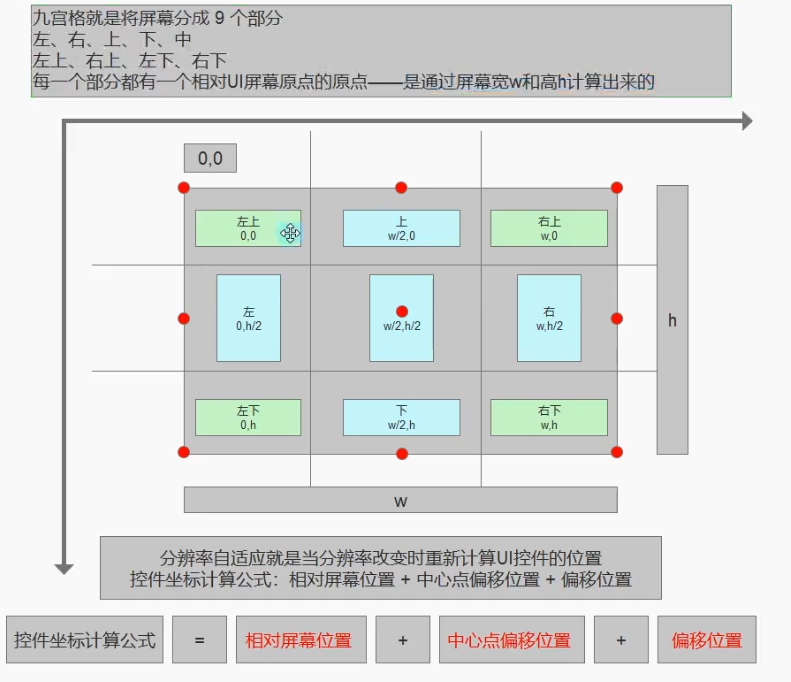 九宫格就是将屏幕分成 9 个部分
左、右、上、下、中
左上、右上、左下、右下
每一个部分都有一个相对UI屏幕原点的原点——是通过屏幕宽w和高h计算出来的
0,0
左上
0,0
上
w/2,0
右上
w,0
左
0,h/2
w/2,h/2
右
w,h/2
h
左下
0,h
下
w/2,h
右下
w,h
w
分辨率自适应就是当分辨率改变时重新计算UI控件的位置
控件坐标计算公式：相对屏幕位置 + 中心点偏移位置 + 偏移位置
控件坐标计算公式 = 相对屏幕位置 + 中心点偏移位置 + 偏移位置